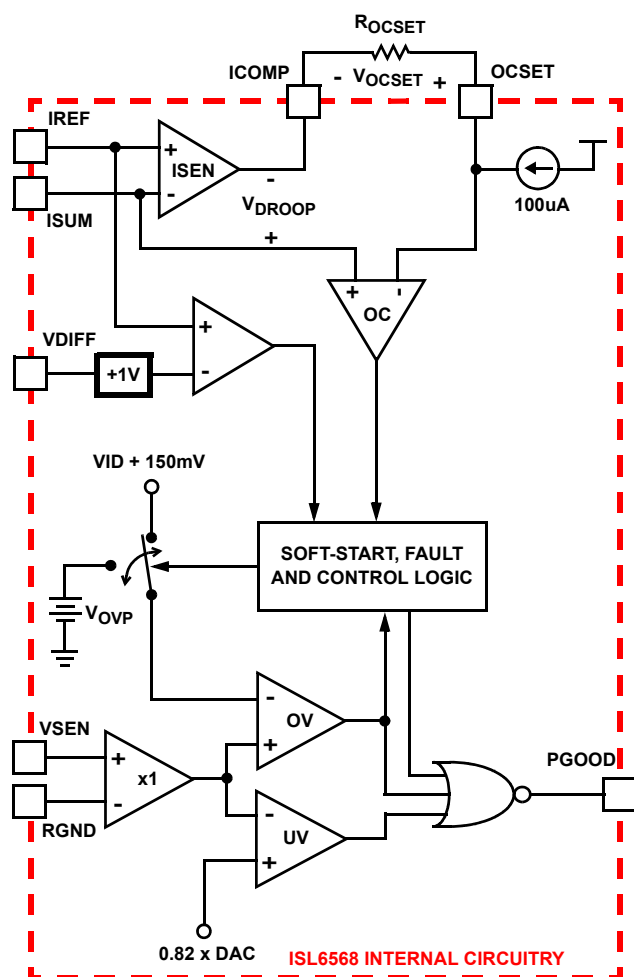 ROCSET
ICOMP
- VOCSET +
OCSET
IREF
+
ISEN
-
ISUM
-
VDROOP
+
100uA
+ -
OC
VDIFF
+1V
+
-
VID + 150mV
SOFT-START, FAULT
AND CONTROL LOGIC
VOVP
-
OV
+
VSEN
+
x1
-
RGND
-
UV
+
PGOOD
0.82 x DAC
ISL6568 INTERNAL CIRCUITRY